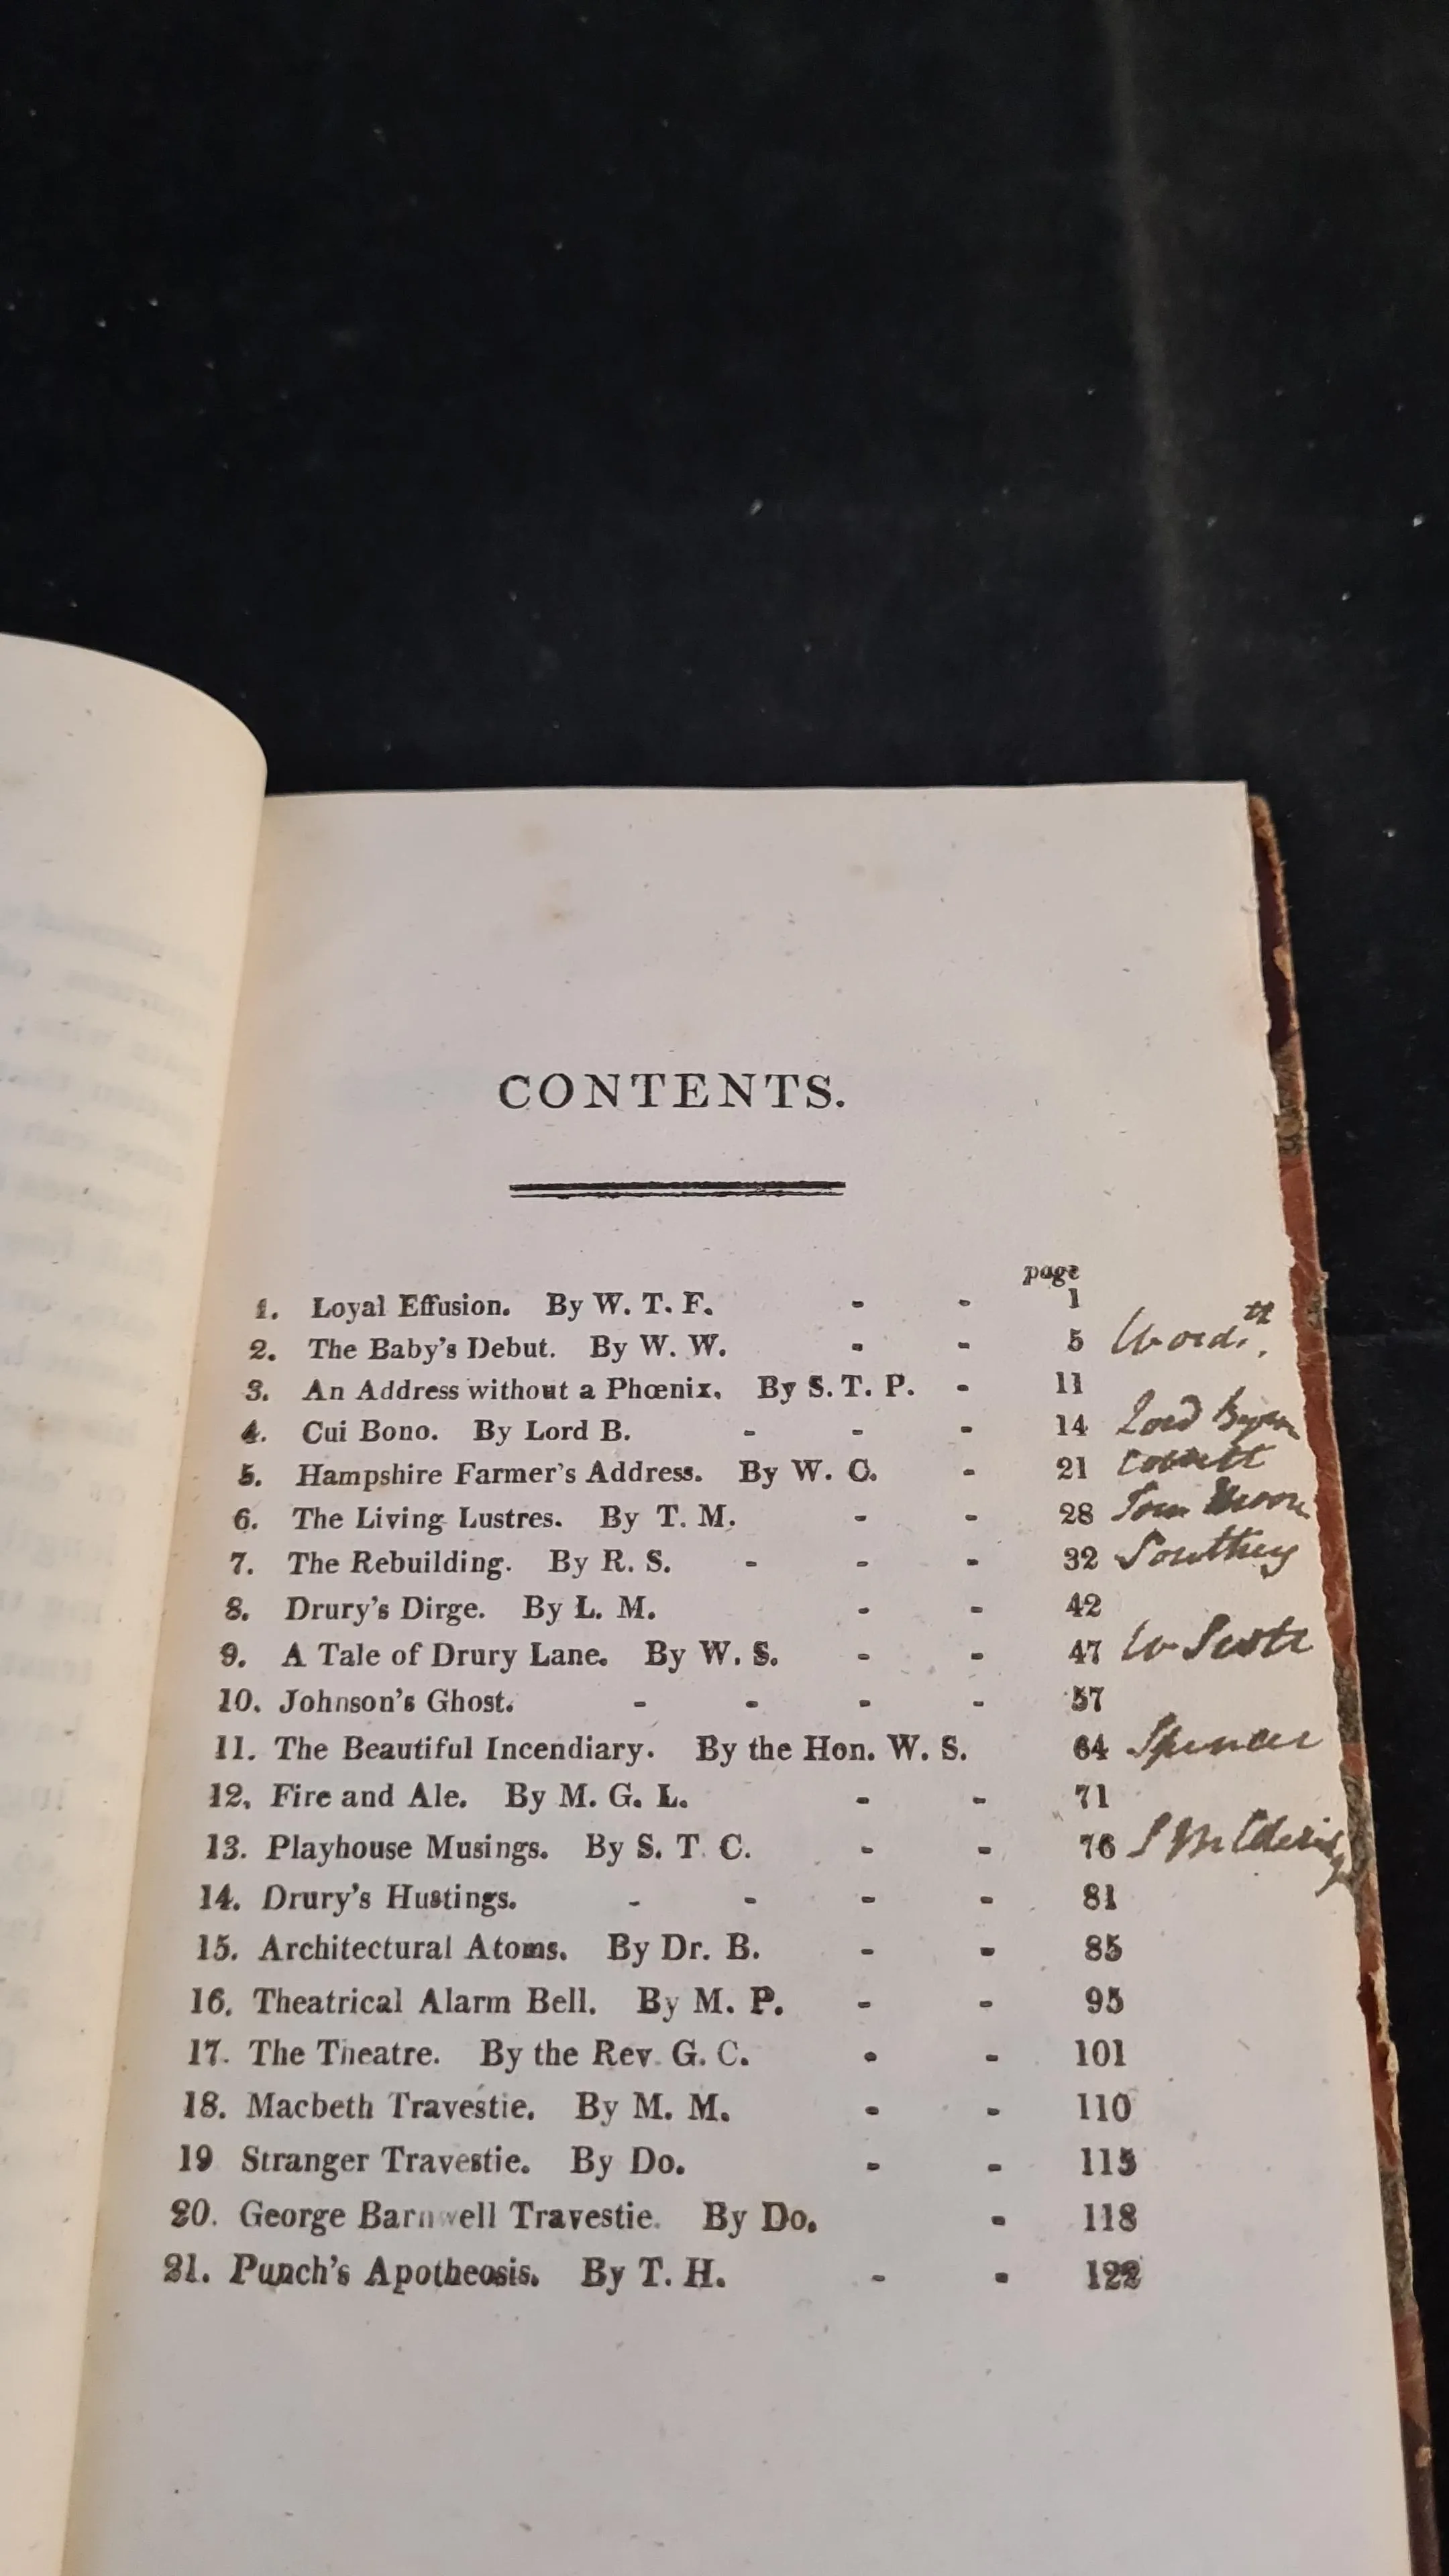 CONTENTS.
page
1. Loyal Effusion. By W. T. F. - - 1
2. The Baby's Debut. By W. W. - - 5 Words.th
3. An Address without a Phœnix, By S. T. P. - 11
4. Cui Bono. By Lord B. - - - 14 Lord Byron
5. Hampshire Farmer's Address. By W. C. - 21 Cobbett
6. The Living Lustres. By T. M. - - 28 Tom Moore
7. The Rebuilding. By R. S. - - - 32 Southey
8. Drury's Dirge. By L. M. - - 42
9. A Tale of Drury Lane. By W. S. - - 47 W Scott
10. Johnson's Ghost. - - - - 57
11. The Beautiful Incendiary. By the Hon. W. S. 64 Spencer
12. Fire and Ale. By M. G. L. - - 71
13. Playhouse Musings. By S. T. C. - - 76
14. Drury's Hustings. - - - - 81
15. Architectural Atoms. By Dr. B. - - 85
16. Theatrical Alarm Bell. By M. P. - - 95
17. The Theatre. By the Rev. G. C. - - 101
18. Macbeth Travestie. By M. M. - - 110
19 Stranger Travestie. By Do. - - 115
20. George Barnwell Travestie. By Do. - 118
21. Punch's Apotheosis. By T. H. - - 122